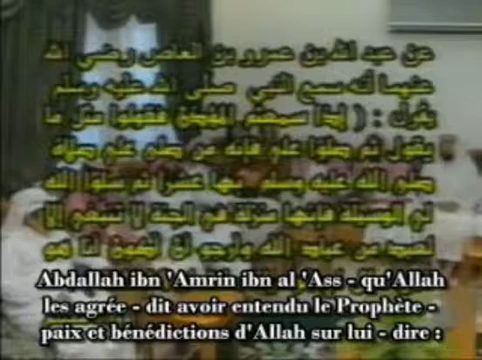 عن عبد الله بن عمرو بن العاص رضي الله
عنهما أنه سمع النبي صلى الله عليه وسلم
يقول : ( إذا سمعتم المؤذن فقولوا مثل ما
يقول ثم صلوا علي فإنه من صلى علي صلاة
صلى الله عليه وسلم بها عشرا ثم سلوا الله
لي الوسيلة فإنها منزلة في الجنة لا تنبغي إلا
لعبد من عباد الله وأرجو أن أكون أنا هو
Abdallah ibn 'Amrin ibn al 'Ass - qu'Allah
les agrée - dit avoir entendu le Prophète -
paix et bénédictions d'Allah sur lui - dire :